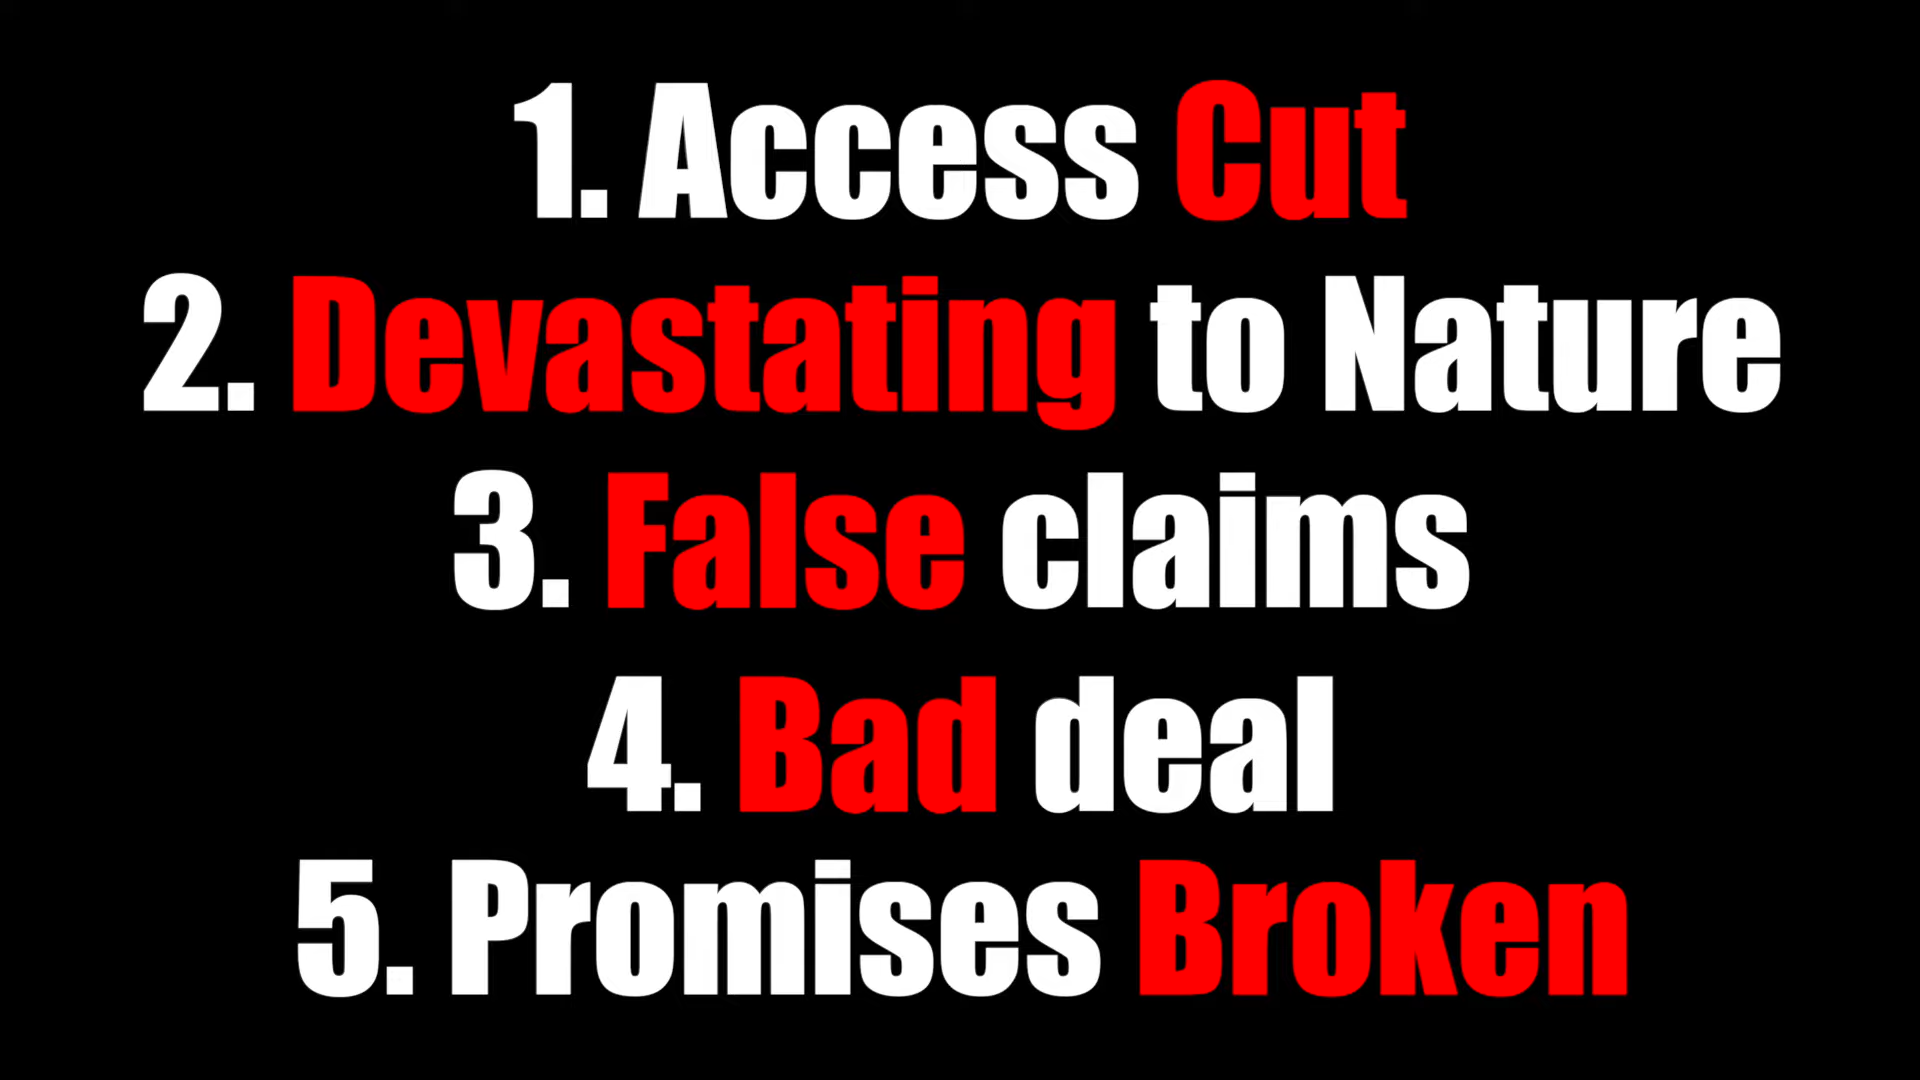 1. Access Cut
2. Devastating to Nature
3. False claims
4. Bad deal
5. Promises Broken